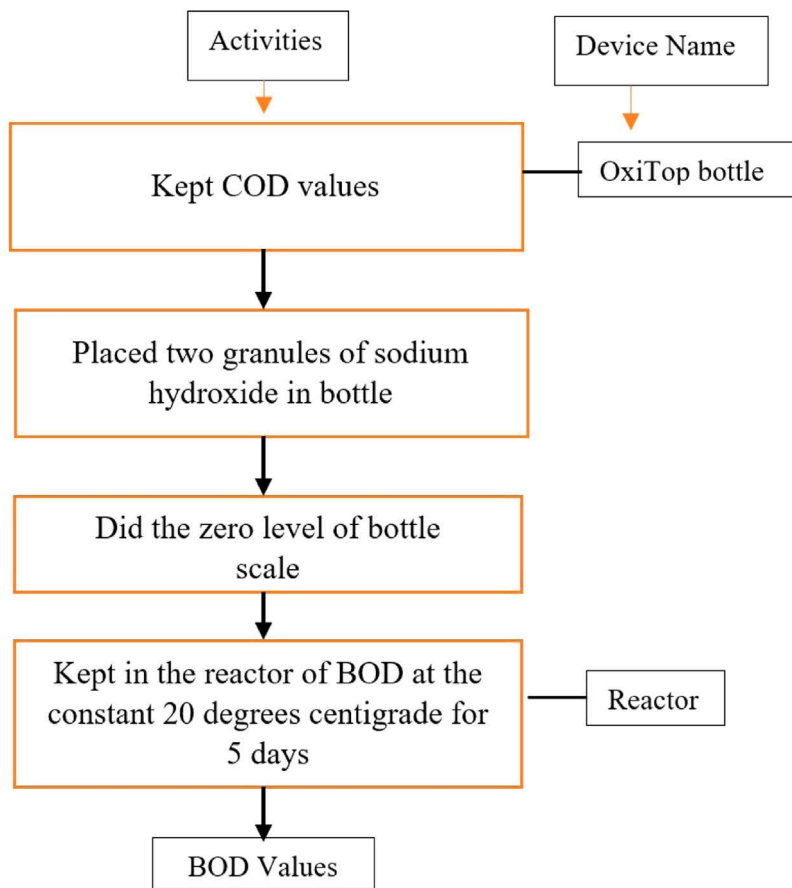 Activities
Device Name
Kept COD values
OxiTop bottle
Placed two granules of sodium
hydroxide in bottle
Did the zero level of bottle
scale
Kept in the reactor of BOD at the
constant 20 degrees centigrade for
5 days
Reactor
BOD Values